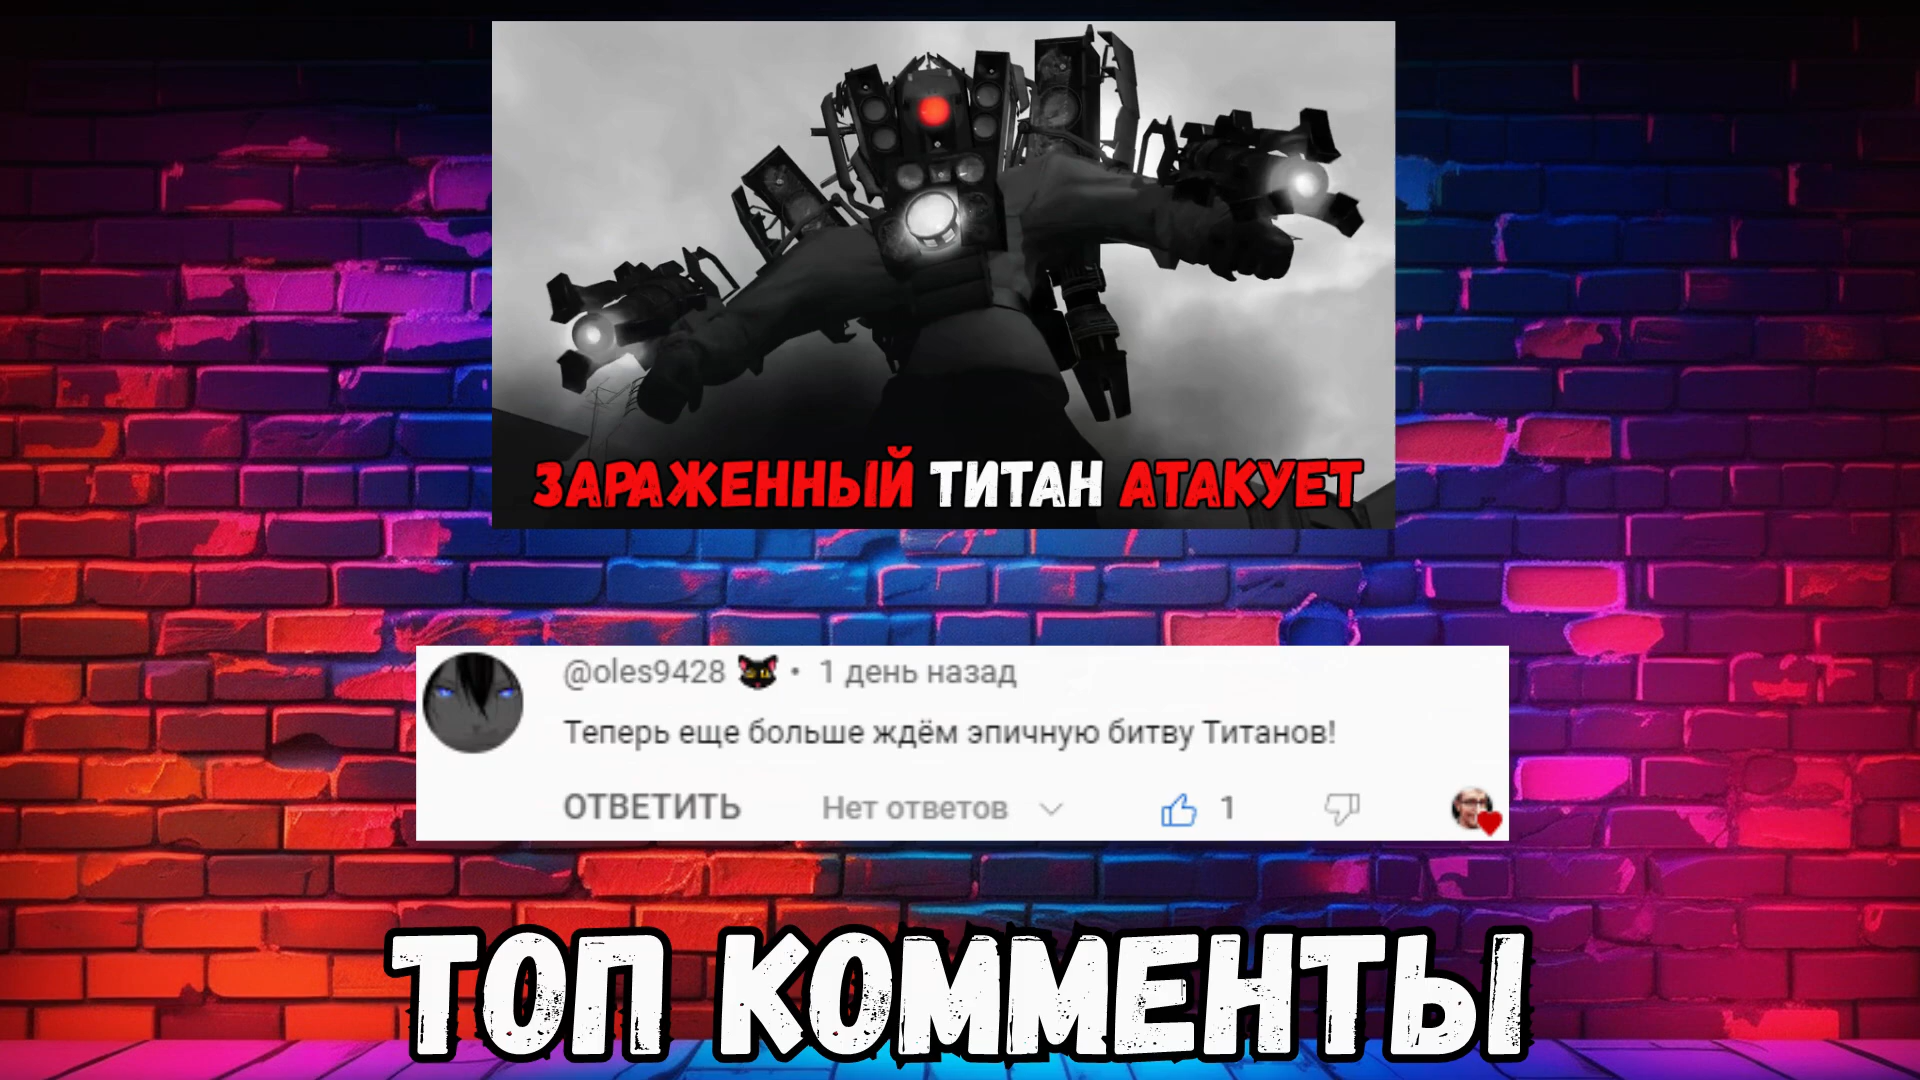 ЗАРАЖЕННЫЙ ТИТАН АТАКУЕТ
@oles9428 • 1 день назад
Теперь еще больше ждём эпичную битву Титанов!
ОТВЕТИТЬ Нет ответов 1
ТОП КОММЕНТЫ